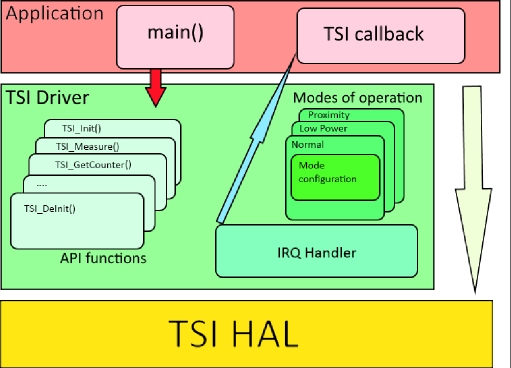 Application
main()
TSI callback
TSI Driver
Modes of operation
TSI_Init()
TSI_Measure()
TSI_GetCounter()
....
TSI_DeInit()
API functions
Proximity
Low Power
Normal
Mode
configuration
IRQ Handler
TSI HAL